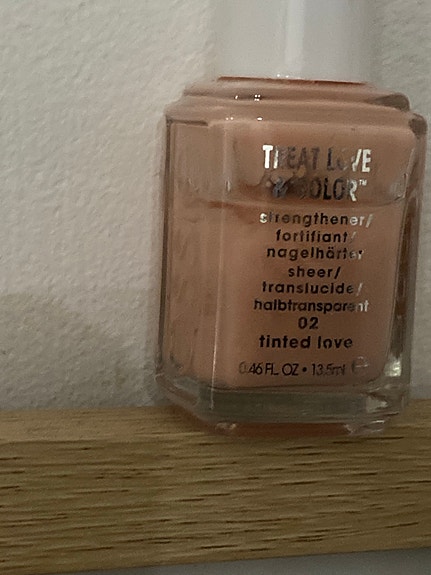 TREAT LOVE
& COLOR™
strengthener/
fortifiant/
nagelhärter
sheer/
translucide/
halbtransparent
02
tinted love
0.46 FL. OZ • 13.5mL e